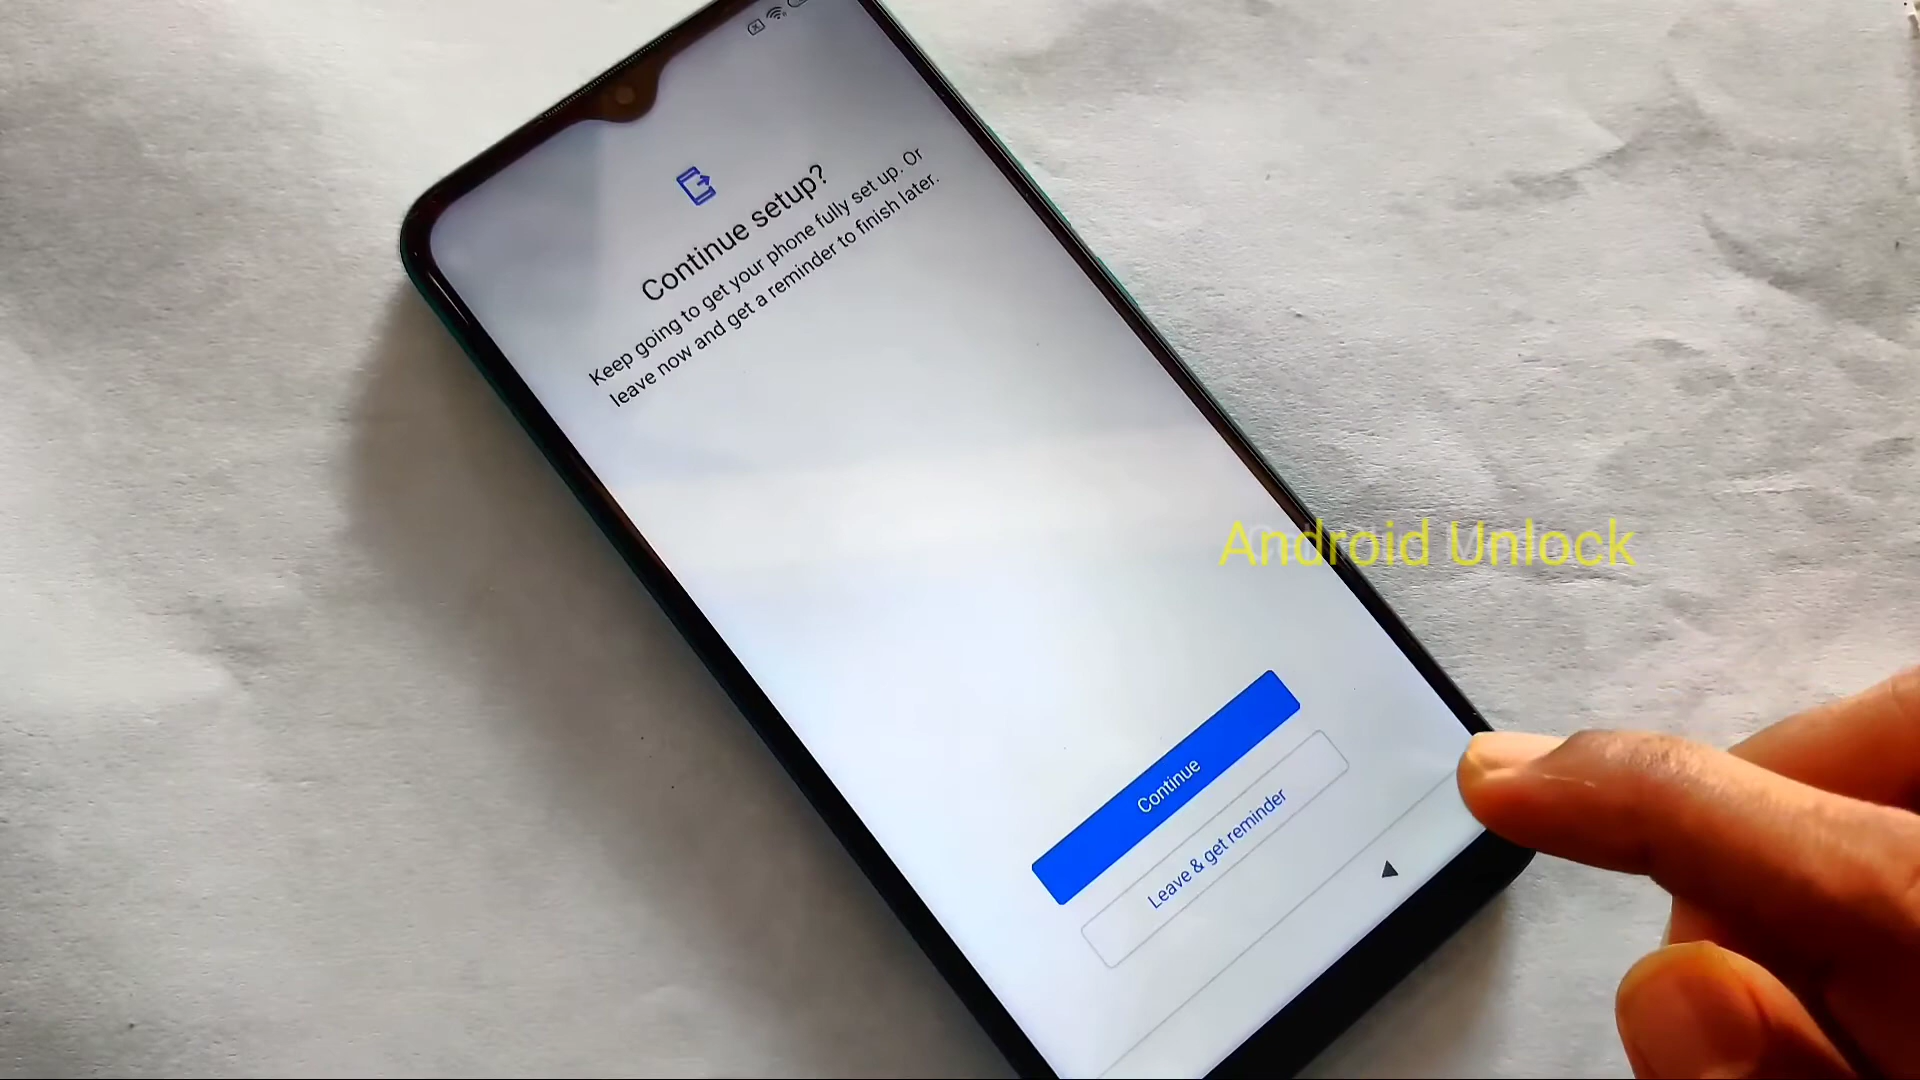 Continue setup?
Keep going to get your phone fully set up. Or
leave now and get a reminder to finish later.
Android Unlock
Continue
Leave & get reminder